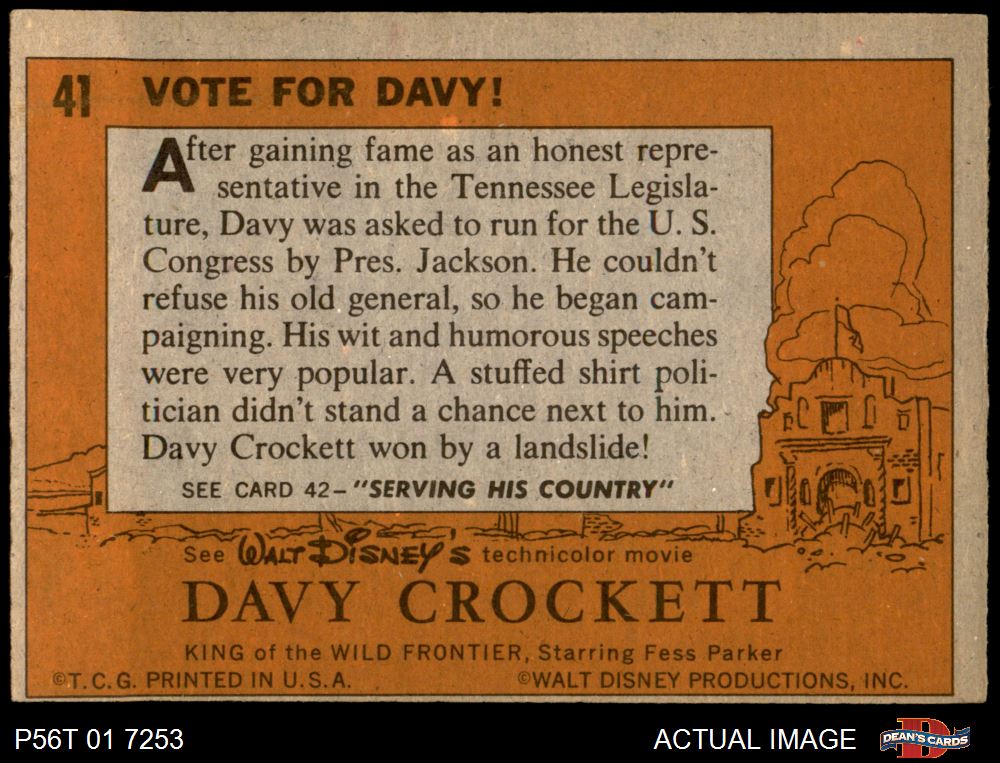 41 VOTE FOR DAVY!
After gaining fame as an honest repre-
sentative in the Tennessee Legisla-
ture, Davy was asked to run for the U. S.
Congress by Pres. Jackson. He couldn't
refuse his old general, so he began cam-
paigning. His wit and humorous speeches
were very popular. A stuffed shirt poli-
tician didn't stand a chance next to him.
Davy Crockett won by a landslide!
SEE CARD 42–"SERVING HIS COUNTRY"
See WALT DISNEY'S technicolor movie
DAVY CROCKETT
KING of the WILD FRONTIER, Starring Fess Parker
©T.C.G. PRINTED IN U.S.A. ©WALT DISNEY PRODUCTIONS, INC.
P56T 01 7253 ACTUAL IMAGE D DEAN'S CARDS